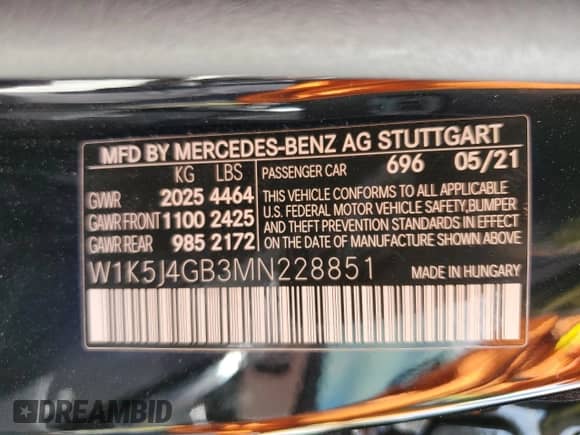 MFD BY MERCEDES-BENZ AG STUTTGART
KG LBS PASSENGER CAR 696 05/21
GVWR 2025 4464 THIS VEHICLE CONFORMS TO ALL APPLICABLE
GAWR FRONT 1100 2425 U.S. FEDERAL MOTOR VEHICLE SAFETY,BUMPER
GAWR REAR 985 2172 AND THEFT PREVENTION STANDARDS IN EFFECT
ON THE DATE OF MANUFACTURE SHOWN ABOVE.
W1K5J4GB3MN228851 MADE IN HUNGARY
DREAMBID